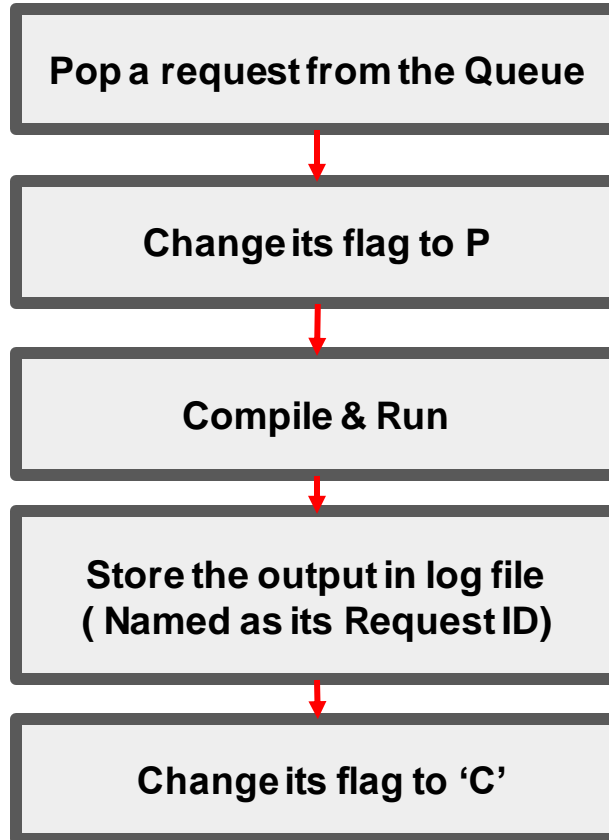 Pop a request from the Queue
Change its flag to P
Compile & Run
Store the output in log file
( Named as its Request ID)
Change its flag to ‘C’